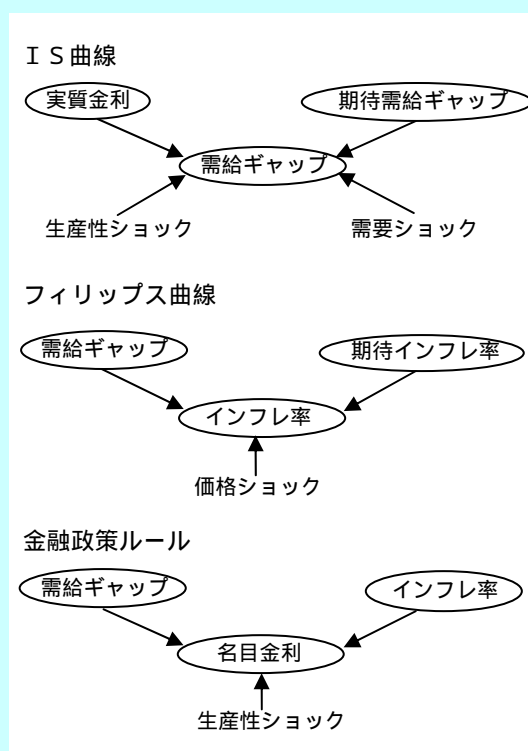 ＩＳ曲線
実質金利 期待需給ギャップ
需給ギャップ
生産性ショック 需要ショック
フィリップス曲線
需給ギャップ 期待インフレ率
インフレ率
価格ショック
金融政策ルール
需給ギャップ インフレ率
名目金利
生産性ショック